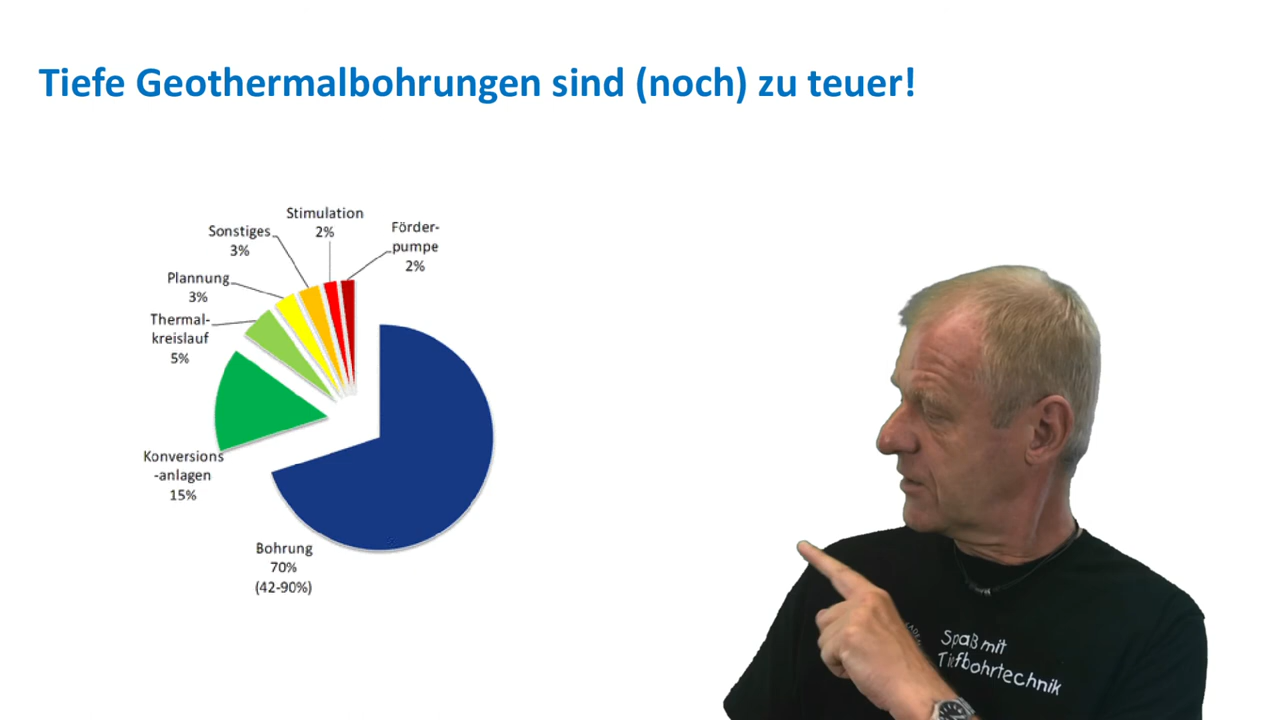 Tiefe Geothermalbohrungen sind (noch) zu teuer!
Stimulation
2%
Förder-
pumpe
2%
Sonstiges
3%
Plannung
3%
Thermal-
kreislauf
5%
Konversions
-anlagen
15%
Bohrung
70%
(42-90%)
Spaß mit
Tiefbohrtechnik